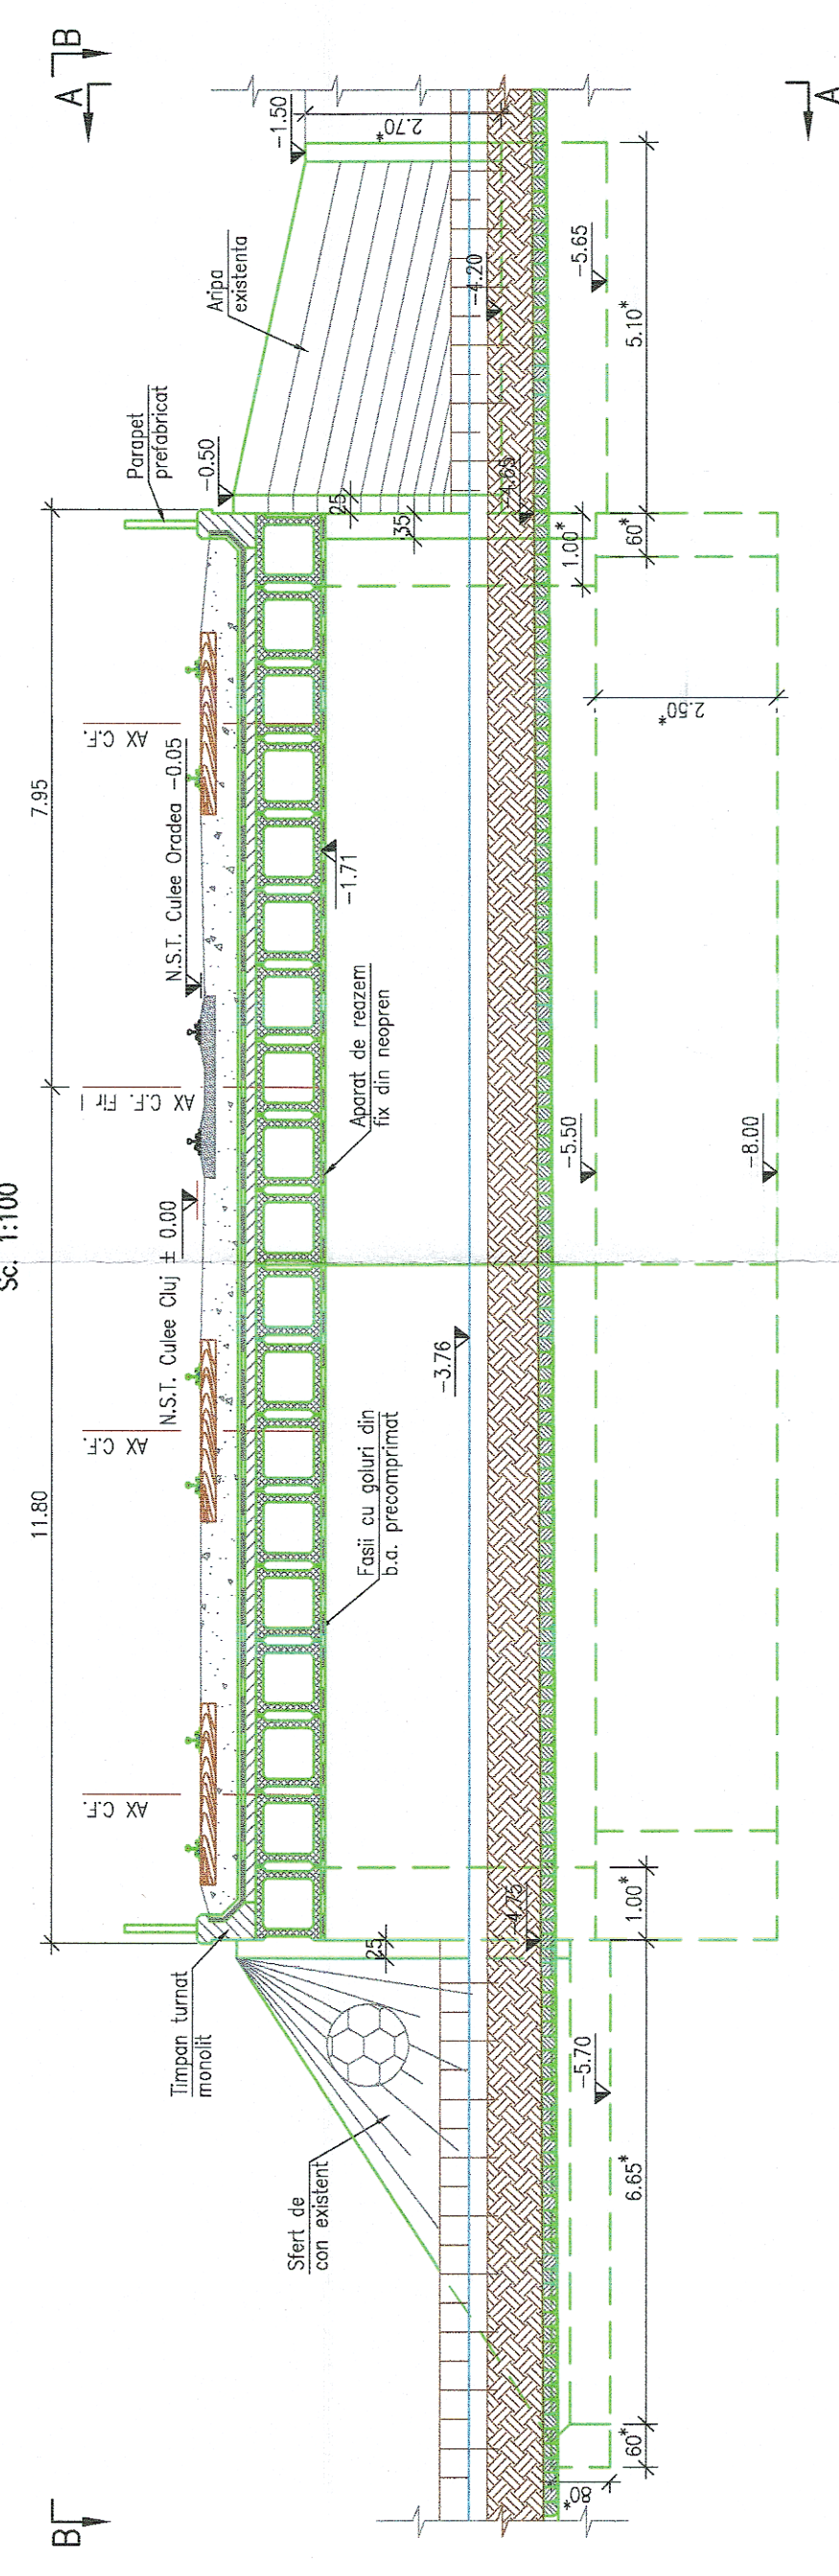 Sc. 1:100
B
B
A
A
11.80
7.95
AX C.F.
AX C.F.
AX C.F. Fir I
AX C.F.
N.S.T. Culee Cluj ± 0.00
N.S.T. Culee Oradea -0.05
Timpan turnat
monolit
Parapet
prefabricat
Aripa
existenta
-0.50
-1.50
2.70*
Sfert de
con existent
Fasii cu goluri din
b.a. precomprimat
Aparat de reazem
fix din neopren
-1.71
25
25
35
-3.76
-4.20
-4.75
-5.70
-5.50
-5.65
-8.00
80*
60*
6.65*
1.00*
2.50*
1.00*
60*
5.10*